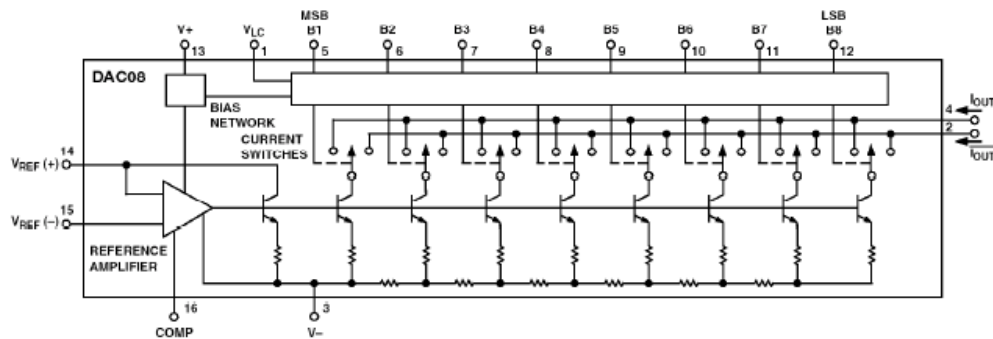 MSB LSB
V+ VLC B1 B2 B3 B4 B5 B6 B7 B8
13 1 5 6 7 8 9 10 11 12
DAC08
BIAS
NETWORK
4 IOUT
CURRENT
SWITCHES
2 IOUT
14
VREF (+)
15
VREF (–)
REFERENCE
AMPLIFIER
16 3
COMP V–